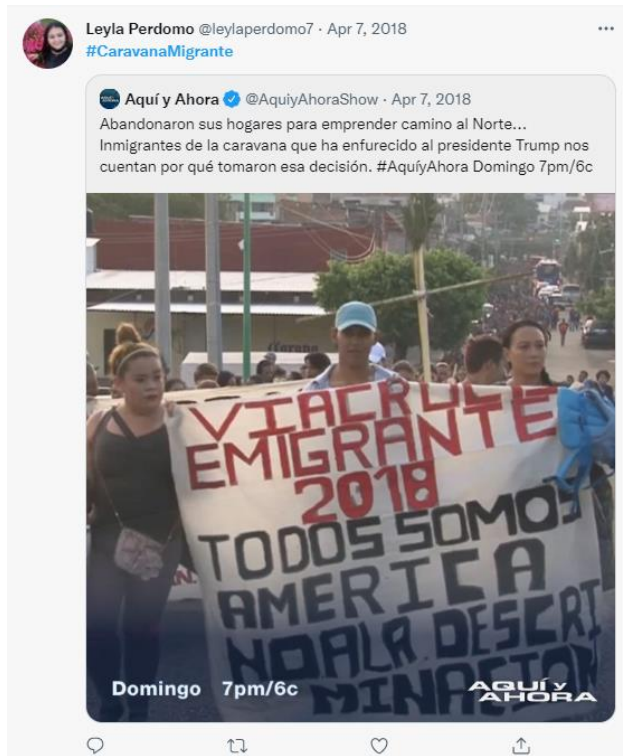 Leyla Perdomo @leylaperdomo7 · Apr 7, 2018
#CaravanaMigrante
Aquí y Ahora @AquiyAhoraShow · Apr 7, 2018
Abandonaron sus hogares para emprender camino al Norte...
Inmigrantes de la caravana que ha enfurecido al presidente Trump nos
cuentan por qué tomaron esa decisión. #AquíyAhora Domingo 7pm/6c
VIACRUC
EMIGRANTE
2018
TODOS SOMOS
AMERICA
NO A LA DESCRI
MINACION
Domingo 7pm/6c
AQUÍ Y
AHORA